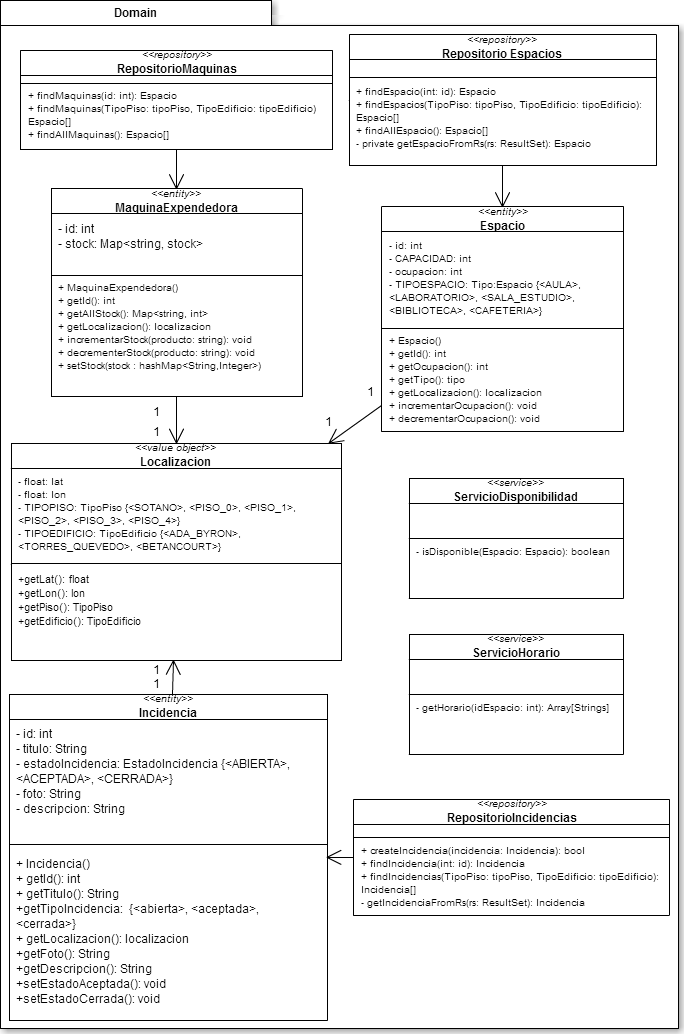 Domain
<<repository>>
RepositorioMaquinas
+ findMaquinas(id: int): Espacio
+ findMaquinas(TipoPiso: tipoPiso, TipoEdificio: tipoEdificio)
Espacio[]
+ findAllMaquinas(): Espacio[]
<<repository>>
Repositorio Espacios
+ findEspacio(int: id): Espacio
+ findEspacios(TipoPiso: tipoPiso, TipoEdificio: tipoEdificio):
Espacio[]
+ findAllEspacio(): Espacio[]
- private getEspacioFromRs(rs: ResultSet): Espacio
<<entity>>
MaquinaExpendedora
- id: int
- stock: Map<string, stock>
+ MaquinaExpendedora()
+ getId(): int
+ getAllStock(): Map<string, int>
+ getLocalizacion(): localizacion
+ incrementarStock(producto: string): void
+ decrementerStock(producto: string): void
+ setStock(stock : hashMap<String,Integer>)
<<entity>>
Espacio
- id: int
- CAPACIDAD: int
- ocupacion: int
- TIPOESPACIO: Tipo:Espacio {<AULA>,
<LABORATORIO>, <SALA_ESTUDIO>,
<BIBLIOTECA>, <CAFETERIA>}
+ Espacio()
+ getId(): int
+ getOcupacion(): int
+ getTipo(): tipo
+ getLocalizacion(): localizacion
+ incrementarOcupacion(): void
+ decrementarOcupacion(): void
1
1
1
1
<<value object>>
Localizacion
- float: lat
- float: lon
- TIPOPISO: TipoPiso {<SOTANO>, <PISO_0>, <PISO_1>,
<PISO_2>, <PISO_3>, <PISO_4>}
- TIPOEDIFICIO: TipoEdificio {<ADA_BYRON>,
<TORRES_QUEVEDO>, <BETANCOURT>}
+getLat(): float
+getLon(): lon
+getPiso(): TipoPiso
+getEdificio(): TipoEdificio
<<service>>
ServicioDisponibilidad
- isDisponible(Espacio: Espacio): boolean
<<service>>
ServicioHorario
- getHorario(idEspacio: int): Array[Strings]
1
1
<<entity>>
Incidencia
- id: int
- titulo: String
- estadoIncidencia: EstadoIncidencia {<ABIERTA>,
<ACEPTADA>, <CERRADA>}
- foto: String
- descripcion: String
+ Incidencia()
+ getId(): int
+ getTitulo(): String
+getTipoIncidencia: {<abierta>, <aceptada>,
<cerrada>}
+ getLocalizacion(): localizacion
+getFoto(): String
+getDescripcion(): String
+setEstadoAceptada(): void
+setEstadoCerrada(): void
<<repository>>
RepositorioIncidencias
+ createIncidencia(incidencia: Incidencia): bool
+ findIncidencia(int: id): Incidencia
+ findIncidencias(TipoPiso: tipoPiso, TipoEdificio: tipoEdificio):
Incidencia[]
- getIncidenciaFromRs(rs: ResultSet): Incidencia